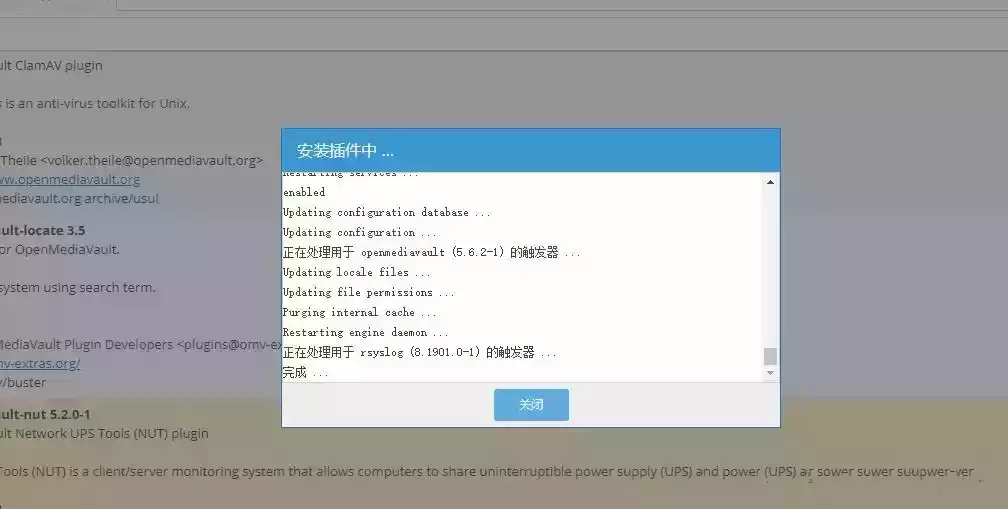 ult ClamAV plugin
is an anti-virus toolkit for Unix.
Theile <volker.theile@openmediavault.org>
ww.openmediavault.org
ediavault.org archive/usul
ult-locate 3.5
or OpenMediaVault.
system using search term.
MediaVault Plugin Developers <plugins@omv-ex
mv-extras.org/
/buster
ult-nut 5.2.0-1
ult Network UPS Tools (NUT) plugin
Tools (NUT) is a client/server monitoring system that allows computers to share uninterruptible power supply (UPS) and power (UPS)
安装插件中 ...
Restarting services ...
enabled
Updating configuration database ...
Updating configuration ...
正在处理用于 openmediavault (5.6.2-1) 的触发器 ...
Updating locale files ...
Updating file permissions ...
Purging internal cache ...
Restarting engine daemon ...
正在处理用于 rsyslog (8.1901.0-1) 的触发器 ...
完成 ...
关闭